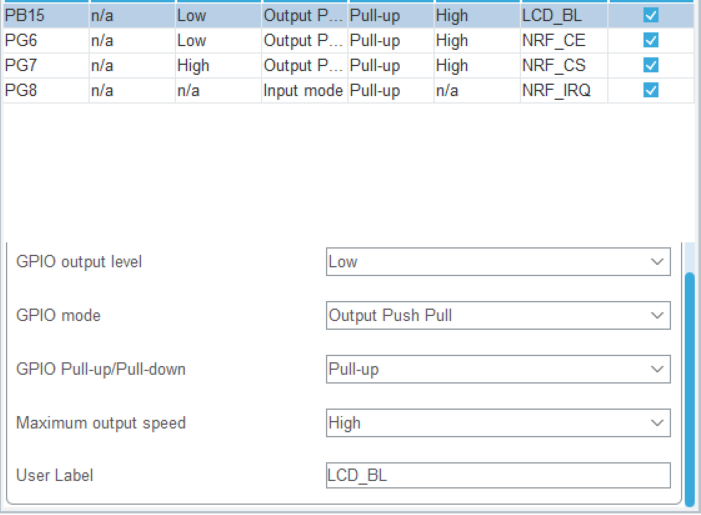 PB15 n/a Low Output P... Pull-up High LCD_BL
PG6 n/a Low Output P... Pull-up High NRF_CE
PG7 n/a High Output P... Pull-up High NRF_CS
PG8 n/a n/a Input mode Pull-up n/a NRF_IRQ
GPIO output level Low
GPIO mode Output Push Pull
GPIO Pull-up/Pull-down Pull-up
Maximum output speed High
User Label LCD_BL